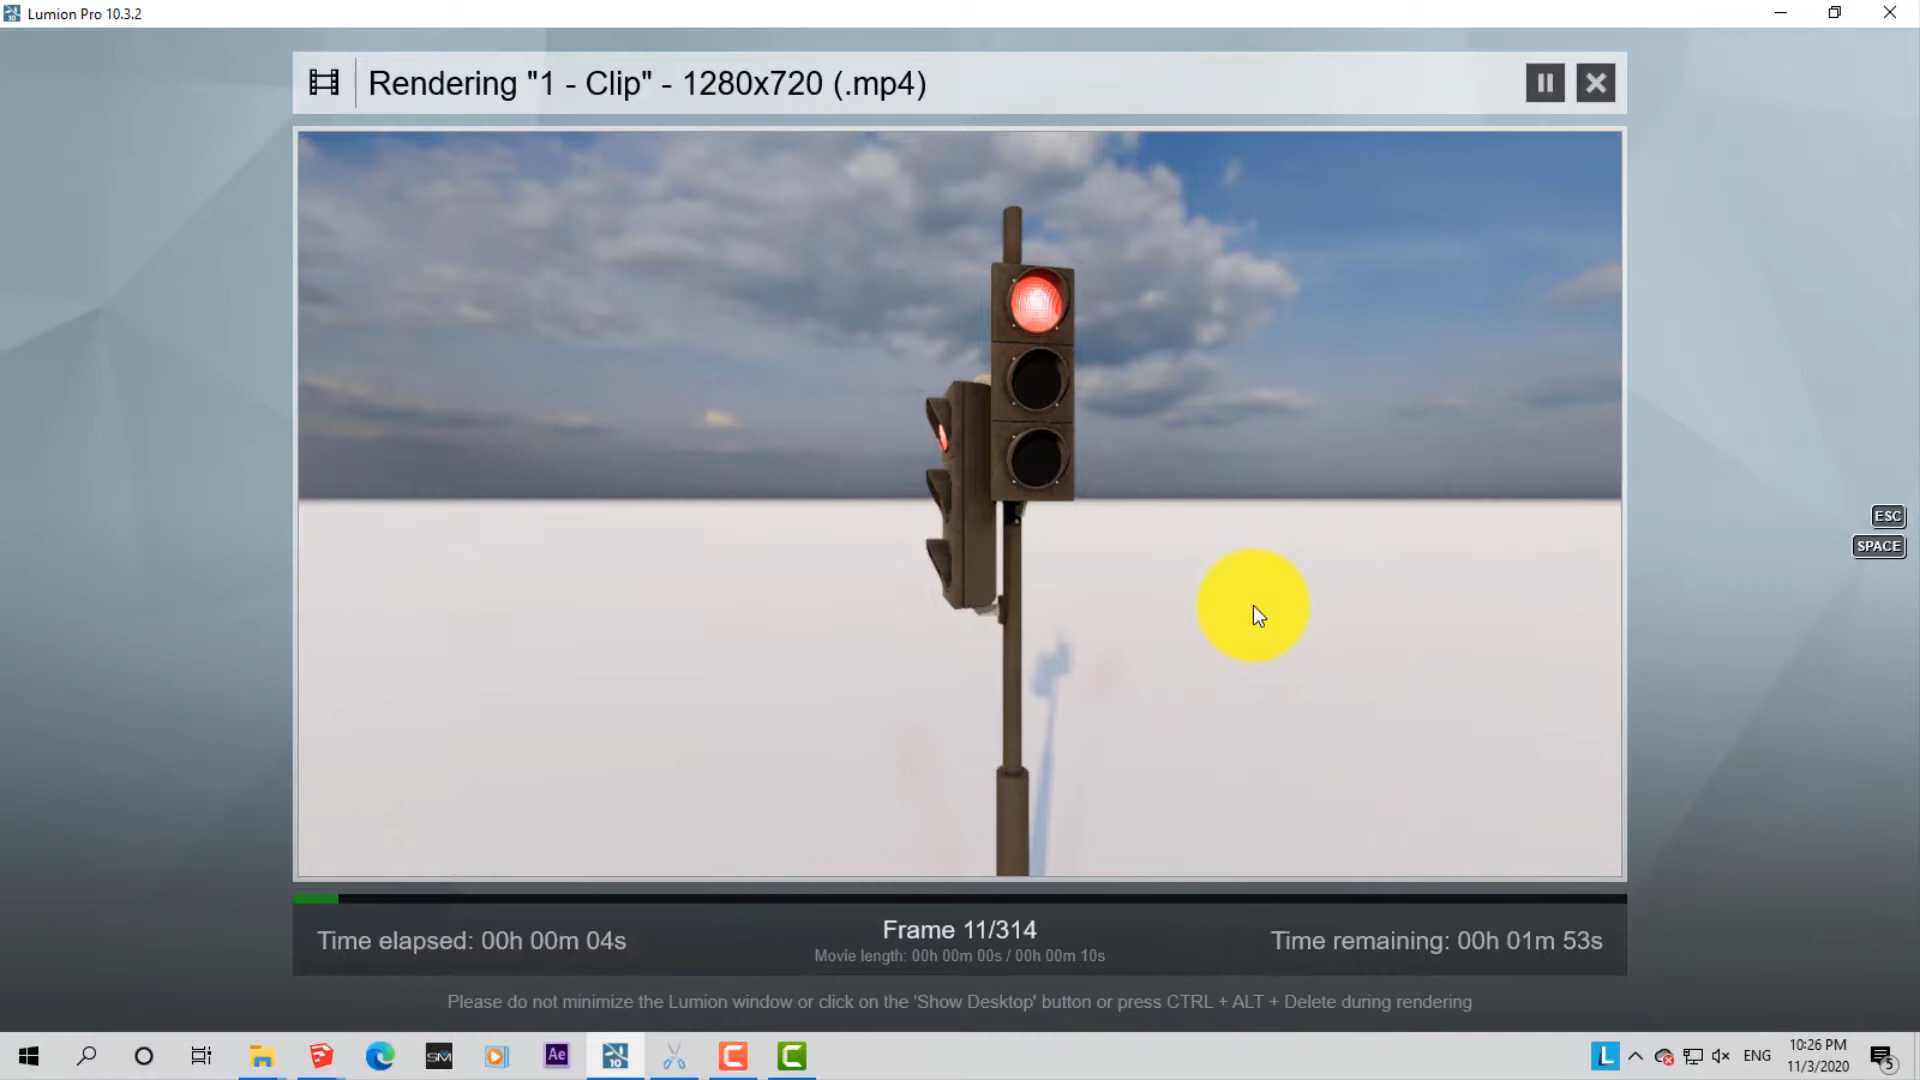 Lumion Pro 10.3.2
Rendering "1 - Clip" - 1280x720 (.mp4)
ESC
SPACE
Time elapsed: 00h 00m 04s
Frame 11/314
Movie length: 00h 00m 00s / 00h 00m 10s
Time remaining: 00h 01m 53s
Please do not minimize the Lumion window or click on the 'Show Desktop' button or press CTRL + ALT + Delete during rendering
SM
Ae
10
L
ENG
10:26 PM
11/3/2020
5